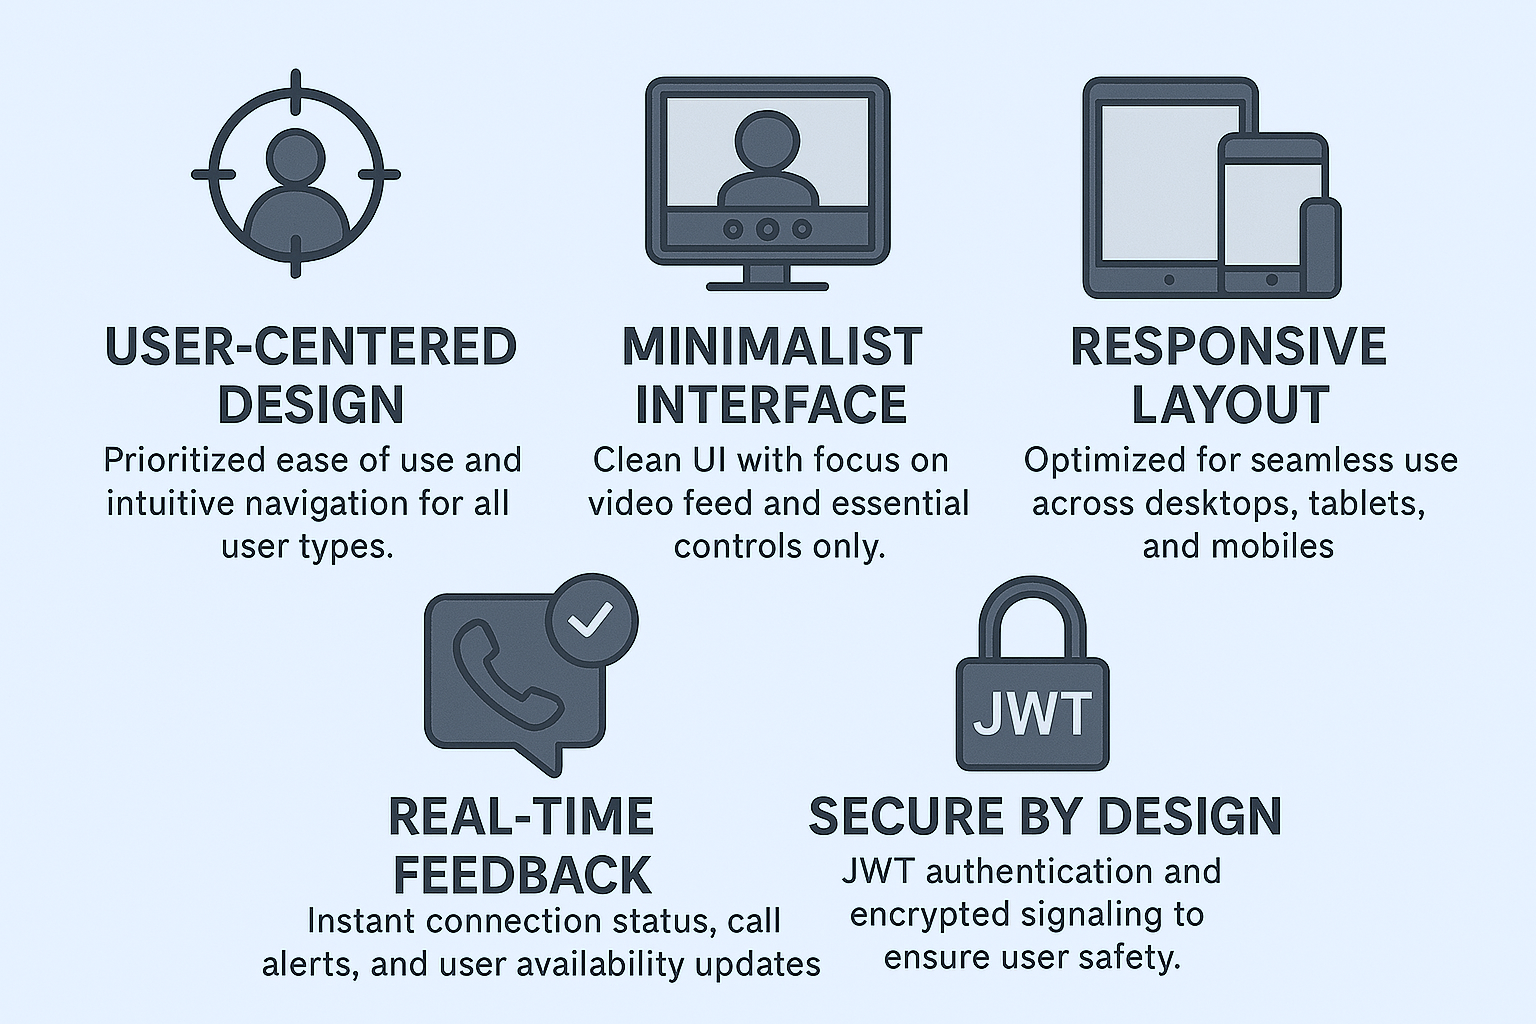 USER-CENTERED
DESIGN
Prioritized ease of use and
intuitive navigation for all
user types.
MINIMALIST
INTERFACE
Clean UI with focus on
video feed and essential
controls only.
RESPONSIVE
LAYOUT
Optimized for seamless use
across desktops, tablets,
and mobiles
REAL-TIME
FEEDBACK
Instant connection status, call
alerts, and user availability updates
JWT
SECURE BY DESIGN
JWT authentication and
encrypted signaling to
ensure user safety.